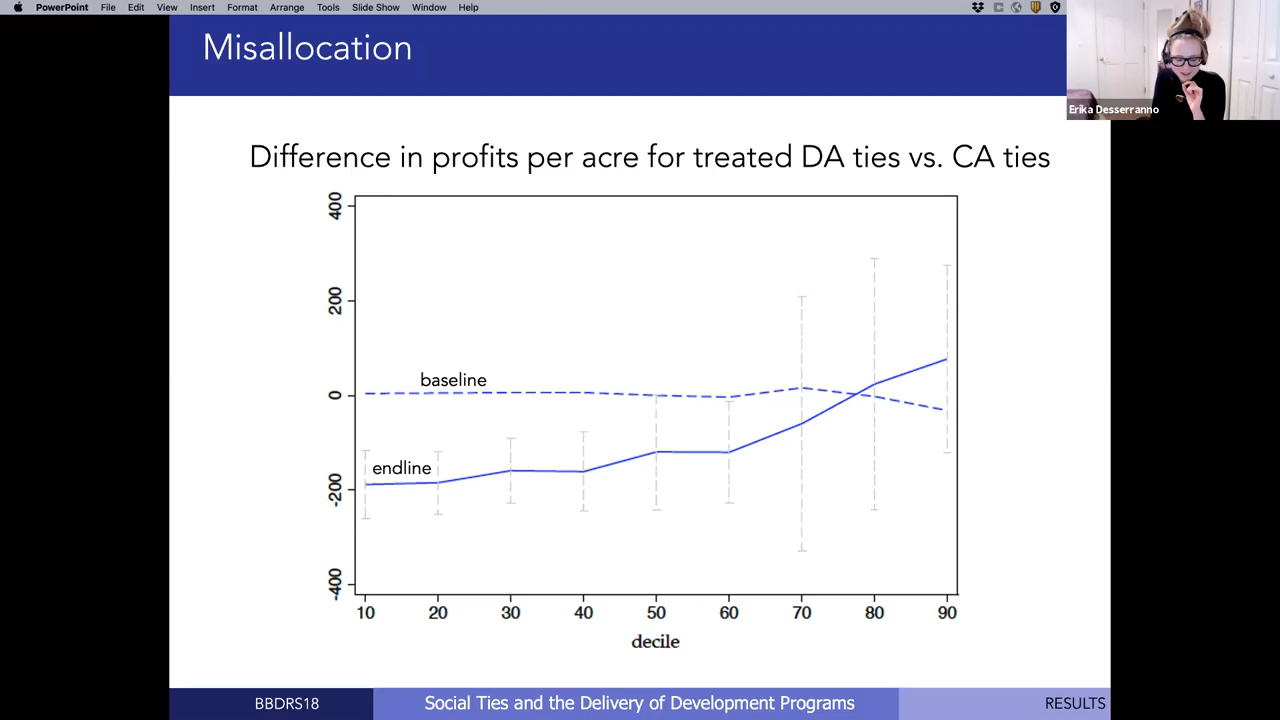 PowerPoint File Edit View Insert Format Arrange Tools Slide Show Window Help
Misallocation
Erika Desserranno
Difference in profits per acre for treated DA ties vs. CA ties
400
200
0
-200
-400
baseline
endline
10 20 30 40 50 60 70 80 90
decile
BBDRS18 Social Ties and the Delivery of Development Programs RESULTS